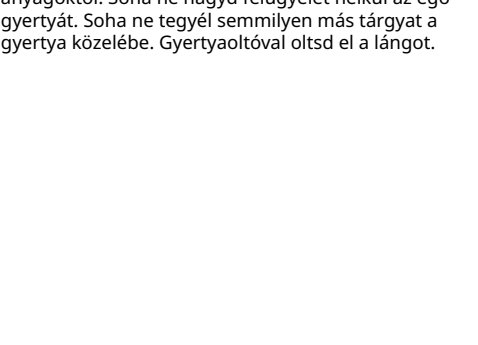 anyagoktól. Soha ne hagyd felügyelet nélkül az égő
gyertyát. Soha ne tegyél semmilyen más tárgyat a
gyertya közelébe. Gyertyaoltóval oltsd el a lángot.